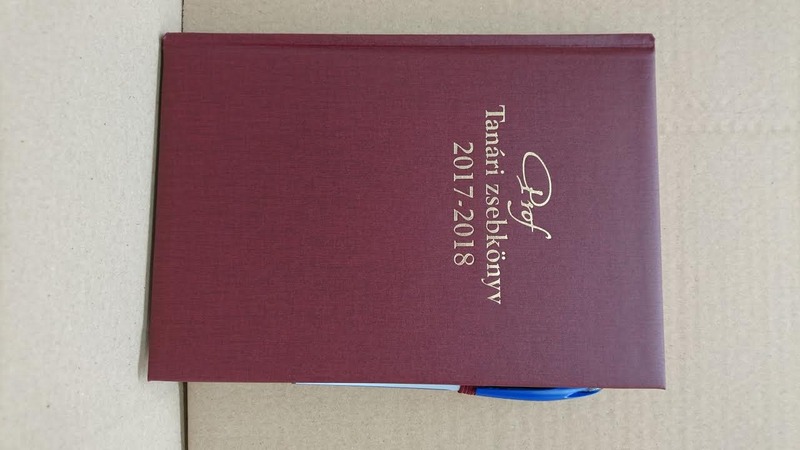 Prof
Tanári zsebkönyv
2017-2018